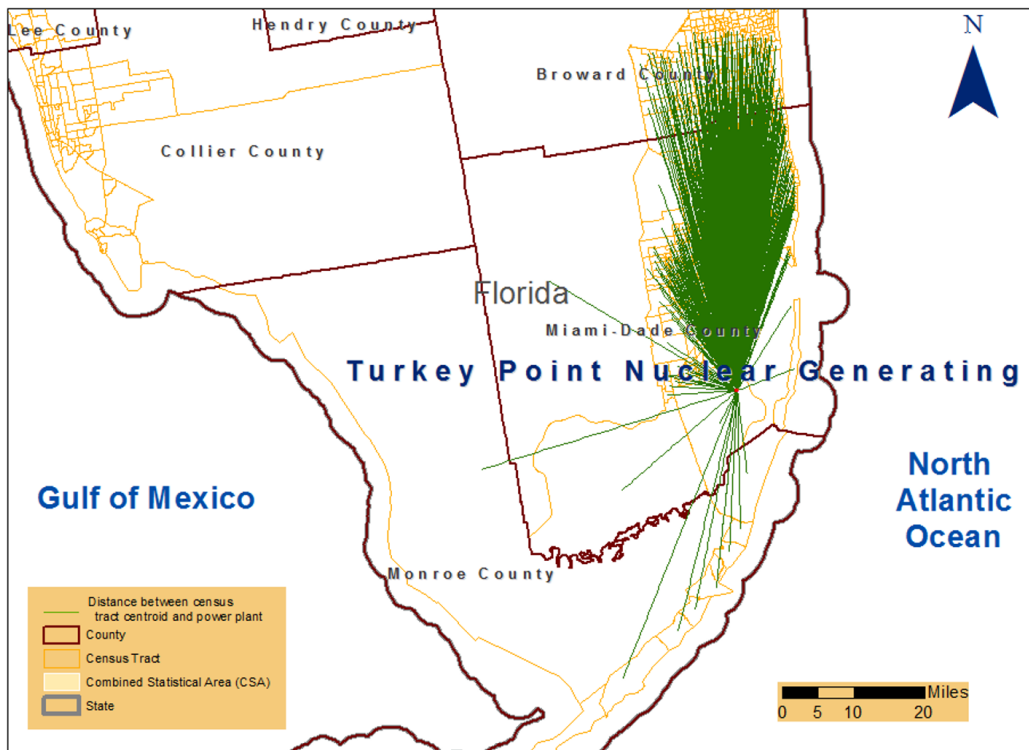 Lee County
Hendry County
N
Broward County
Collier County
Florida
Miami-Dade County
Turkey Point Nuclear Generating
Gulf of Mexico
North
Atlantic
Ocean
Monroe County
Distance between census
tract centroid and power plant
County
Census Tract
Combined Statistical Area (CSA)
State
Miles
0 5 10 20